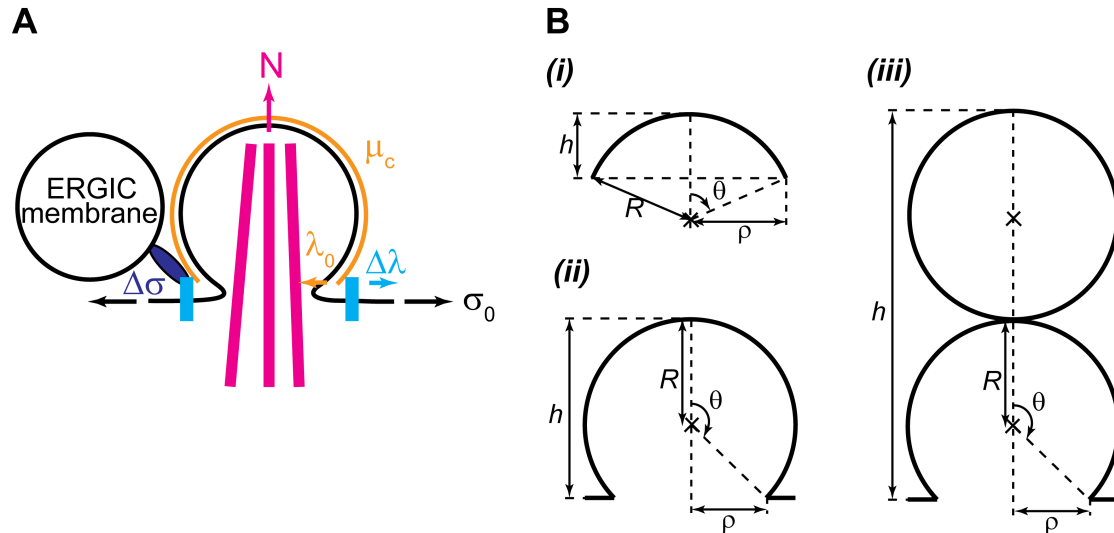 A
N
μc
ERGIC
membrane
λ0
Δλ
Δσ
σ0
B
(i)
h
R
θ
ρ
(ii)
h
R
θ
ρ
(iii)
h
R
θ
ρ